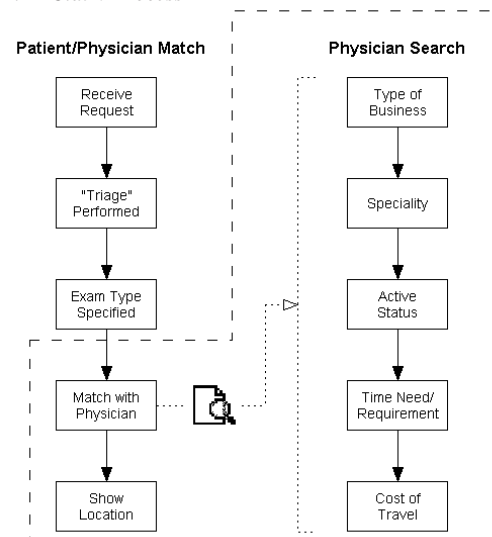 Patient/Physician Match
Receive
Request
"Triage"
Performed
Exam Type
Specified
Match with
Physician
Show
Location
Physician Search
Type of
Business
Speciality
Active
Status
Time Need/
Requirement
Cost of
Travel